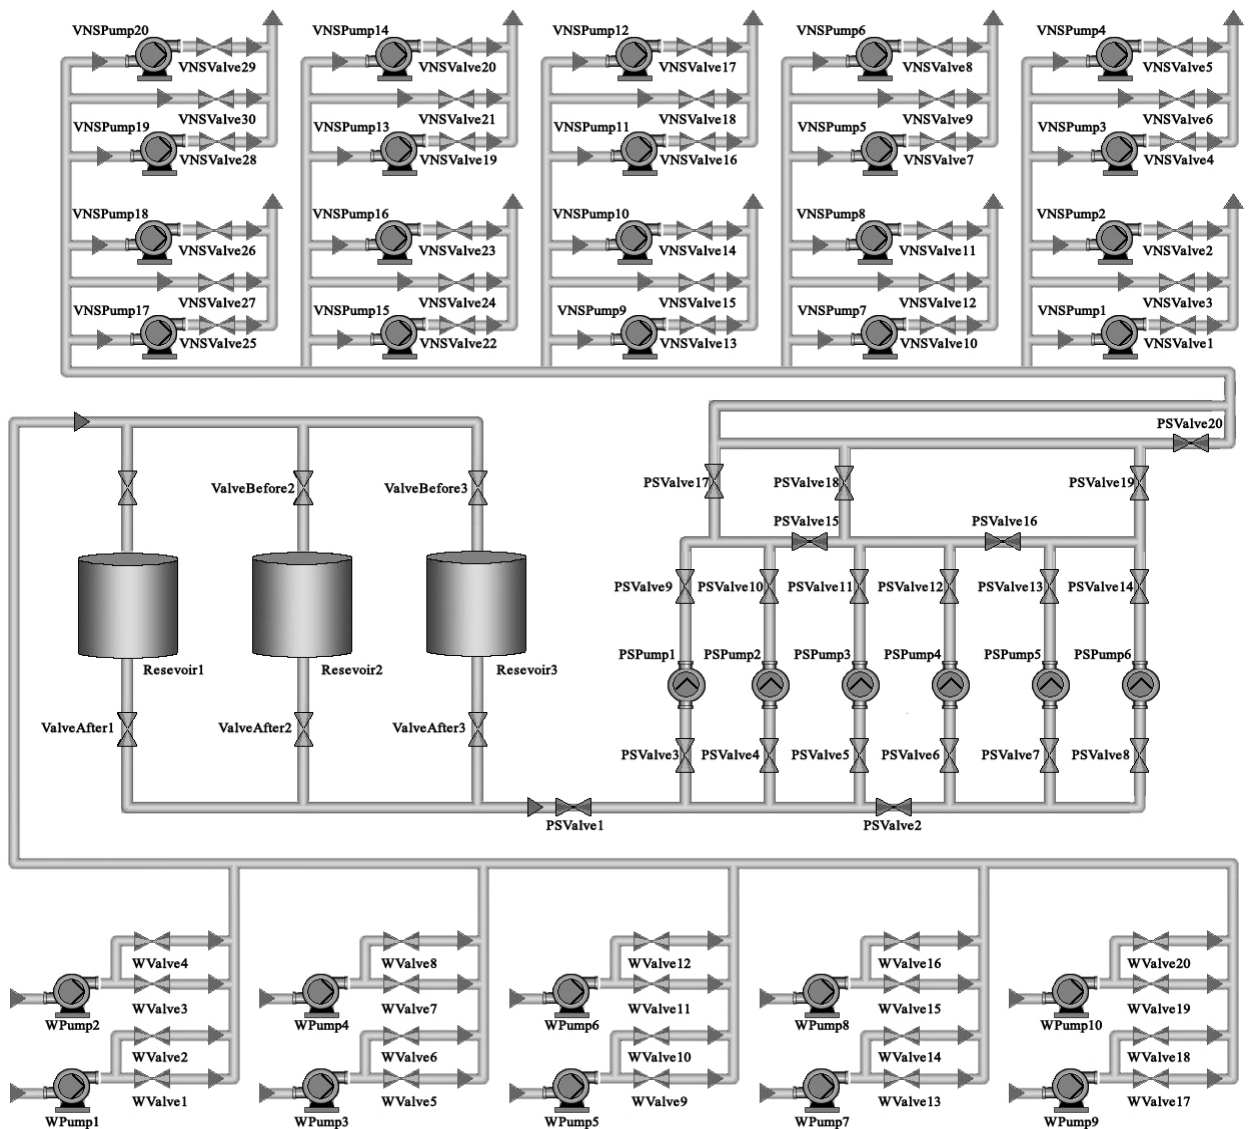 VNSPump20 VNSPump14 VNSPump12 VNSPump6 VNSPump4
VNSValve29 VNSValve20 VNSValve17 VNSValve8 VNSValve5
VNSValve30 VNSValve21 VNSValve18 VNSValve9 VNSValve6
VNSPump19 VNSPump13 VNSPump11 VNSPump5 VNSPump3
VNSValve28 VNSValve19 VNSValve16 VNSValve7 VNSValve4
VNSPump18 VNSPump16 VNSPump10 VNSPump8 VNSPump2
VNSValve26 VNSValve23 VNSValve14 VNSValve11 VNSValve2
VNSValve27 VNSValve24 VNSValve15 VNSValve12 VNSValve3
VNSPump17 VNSPump15 VNSPump9 VNSPump7 VNSPump1
VNSValve25 VNSValve22 VNSValve13 VNSValve10 VNSValve1
PSValve20
ValveBefore2 ValveBefore3 PSValve17 PSValve18 PSValve19
PSValve15 PSValve16
PSValve9 PSValve10 PSValve11 PSValve12 PSValve13 PSValve14
Resevoir1 Resevoir2 Resevoir3 PSPump1 PSPump2 PSPump3 PSPump4 PSPump5 PSPump6
ValveAfter1 ValveAfter2 ValveAfter3
PSValve3 PSValve4 PSValve5 PSValve6 PSValve7 PSValve8
PSValve1 PSValve2
WValve4 WValve8 WValve12 WValve16 WValve20
WValve3 WValve7 WValve11 WValve15 WValve19
WPump2 WPump4 WPump6 WPump8 WPump10
WValve2 WValve6 WValve10 WValve14 WValve18
WValve1 WValve5 WValve9 WValve13 WValve17
WPump1 WPump3 WPump5 WPump7 WPump9